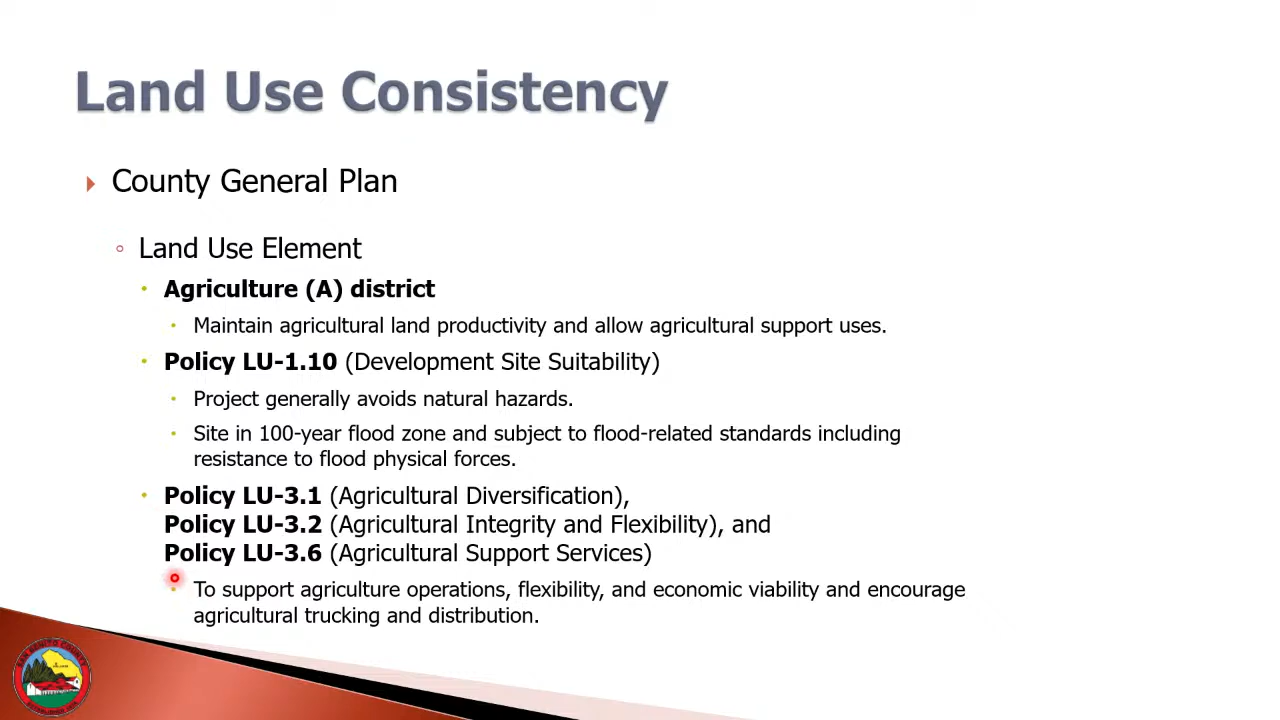 Land Use Consistency
County General Plan
Land Use Element
Agriculture (A) district
Maintain agricultural land productivity and allow agricultural support uses.
Policy LU-1.10 (Development Site Suitability)
Project generally avoids natural hazards.
Site in 100-year flood zone and subject to flood-related standards including
resistance to flood physical forces.
Policy LU-3.1 (Agricultural Diversification),
Policy LU-3.2 (Agricultural Integrity and Flexibility), and
Policy LU-3.6 (Agricultural Support Services)
To support agriculture operations, flexibility, and economic viability and encourage
agricultural trucking and distribution.
SAN BENITO COUNTY